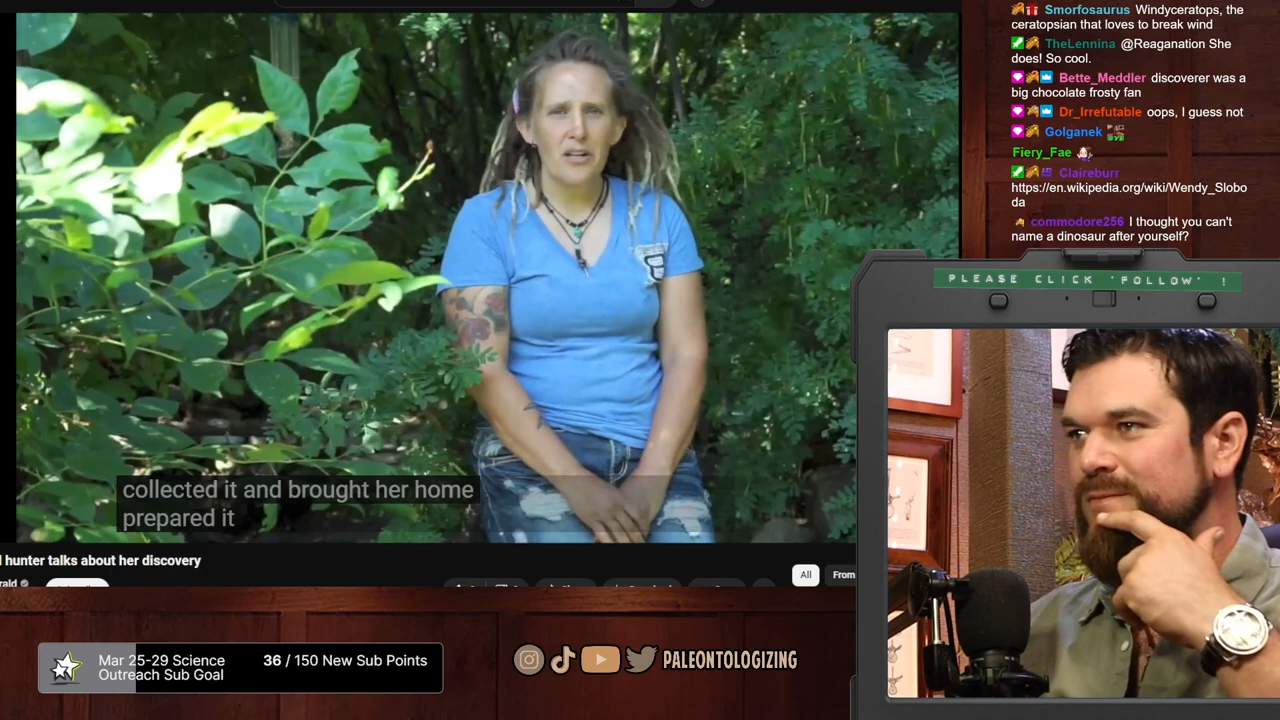 Smorfosaurus Windyceratops, the
ceratopsian that loves to break wind
TheLennina @Reaganation She
does! So cool.
Bette_Meddler discoverer was a
big chocolate frosty fan
Dr_Irrefutable oops, I guess not
Golganek
Fiery_Fae
Claireburr
https://en.wikipedia.org/wiki/Wendy_Slobo
da
commodore256 I thought you can't
name a dinosaur after yourself?
PLEASE CLICK 'FOLLOW' !
collected it and brought her home
prepared it
hunter talks about her discovery
All From
Mar 25-29 Science
Outreach Sub Goal
36 / 150 New Sub Points
PALEONTOLOGIZING